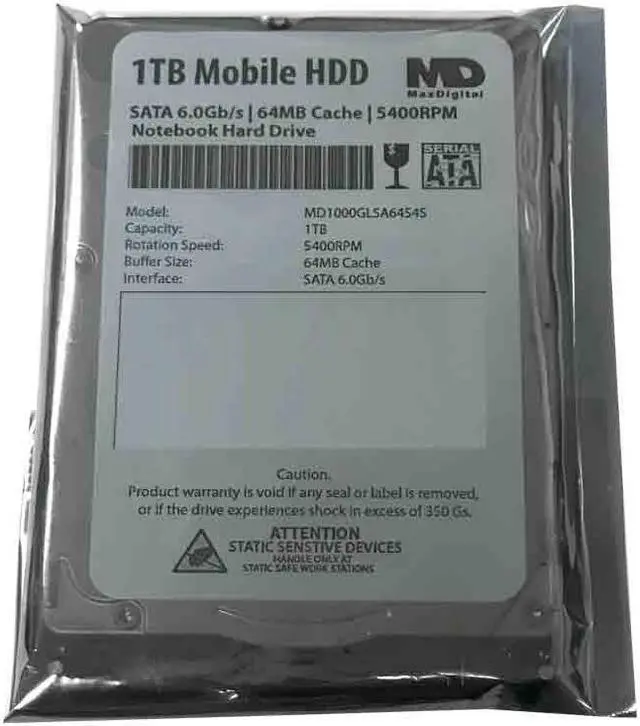 1TB Mobile HDD
MD
MaxDigital
SATA 6.0Gb/s | 64MB Cache | 5400RPM
Notebook Hard Drive
SERIAL
ATA
Model: MD1000GLSA6454S
Capacity: 1TB
Rotation Speed: 5400RPM
Buffer Size: 64MB Cache
Interface: SATA 6.0Gb/s
Caution.
Product warranty is void if any seal or label is removed,
or if the drive experiences shock in excess of 350 Gs.
ATTENTION
STATIC SENSTIVE DEVICES
HANDLE ONLY AT
STATIC SAFE WORK STATIONS